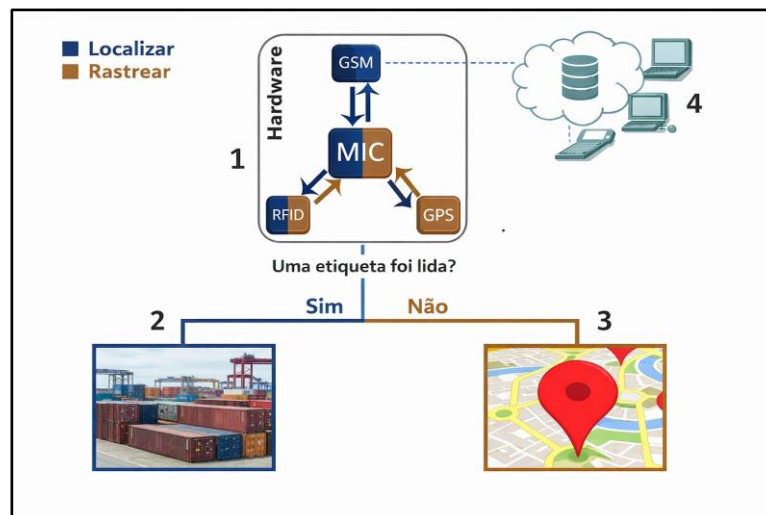 Localizar
Rastrear
Hardware
GSM
MIC
RFID
GPS
1
4
Uma etiqueta foi lida?
Sim Não
2
3